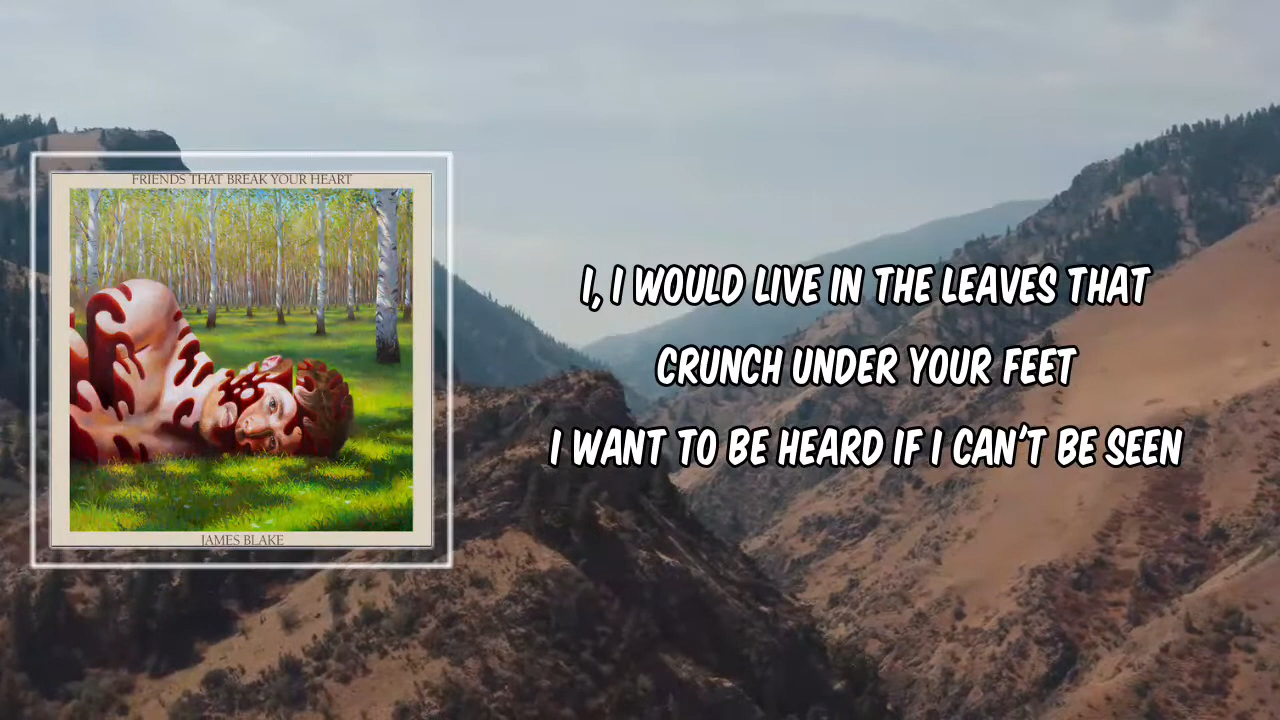 FRIENDS THAT BREAK YOUR HEART
JAMES BLAKE
I, I WOULD LIVE IN THE LEAVES THAT
CRUNCH UNDER YOUR FEET
I WANT TO BE HEARD IF I CAN'T BE SEEN